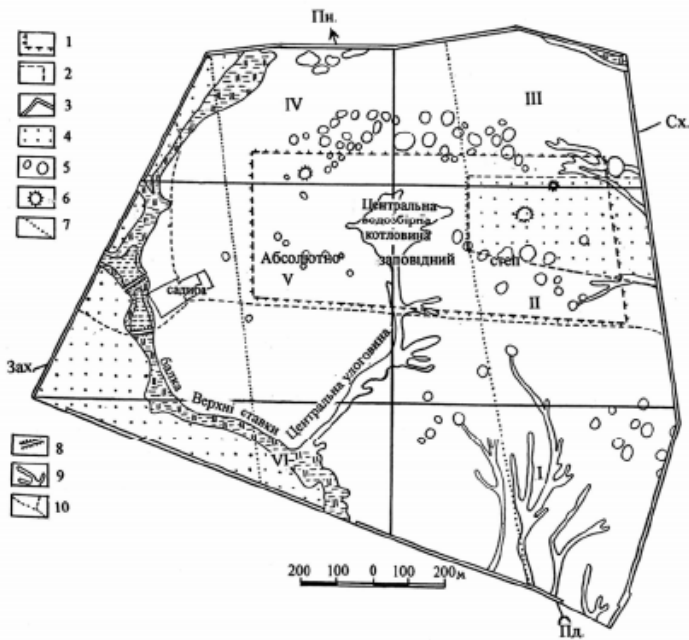 Пн.
1
2
3
4
5
6
7
IV
III
Сх.
Центральна
водозбірна
котловина
Абсолютно
заповідний
степ
V
II
садиба
Зах.
балка
Верхні ставки
Центральна улоговина
VI
I
8
9
10
200 100 0 100 200м
Пд.